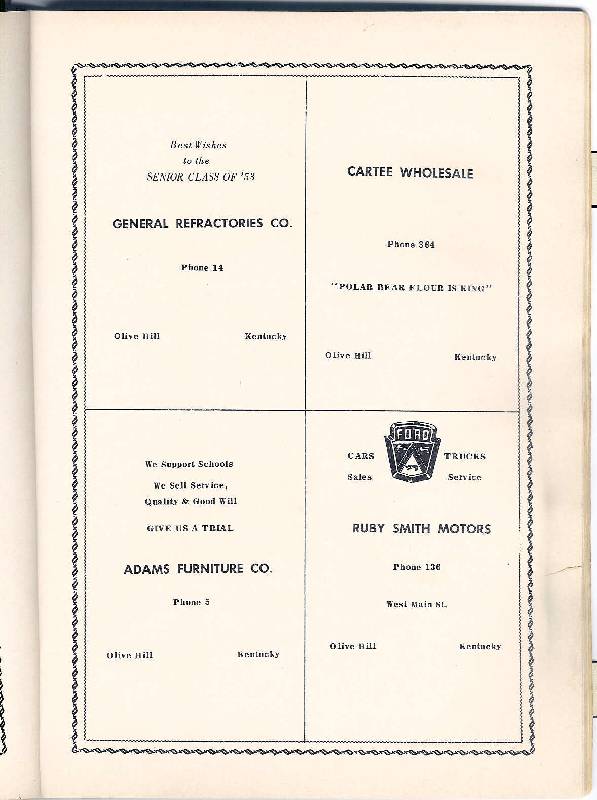 Best Wishes
to the
SENIOR CLASS OF '53
GENERAL REFRACTORIES CO.
Phone 14
Olive Hill Kentucky
CARTEE WHOLESALE
Phone 364
"POLAR BEAR FLOUR IS KING"
Olive Hill Kentucky
We Support Schools
We Sell Service,
Quality & Good Will
GIVE US A TRIAL
ADAMS FURNITURE CO.
Phone 5
Olive Hill Kentucky
FORD
CARS TRUCKS
Sales Service
RUBY SMITH MOTORS
Phone 136
West Main St.
Olive Hill Kentucky